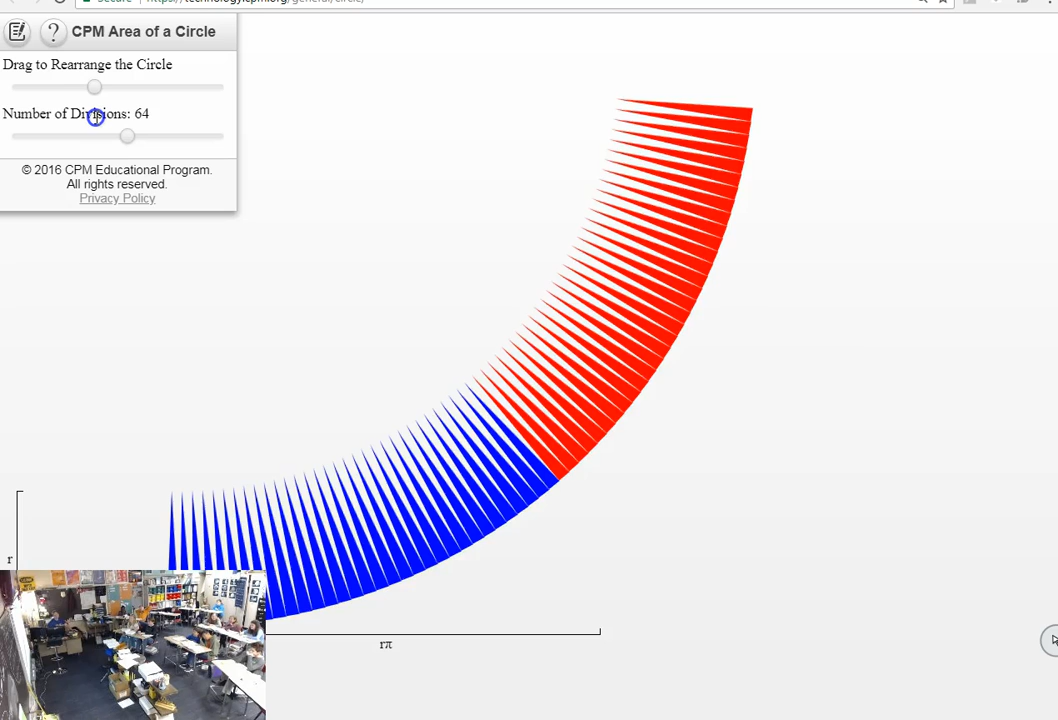 Secure
CPM Area of a Circle
Drag to Rearrange the Circle
Number of Divisions: 64
© 2016 CPM Educational Program.
All rights reserved.
Privacy Policy
r
rπ